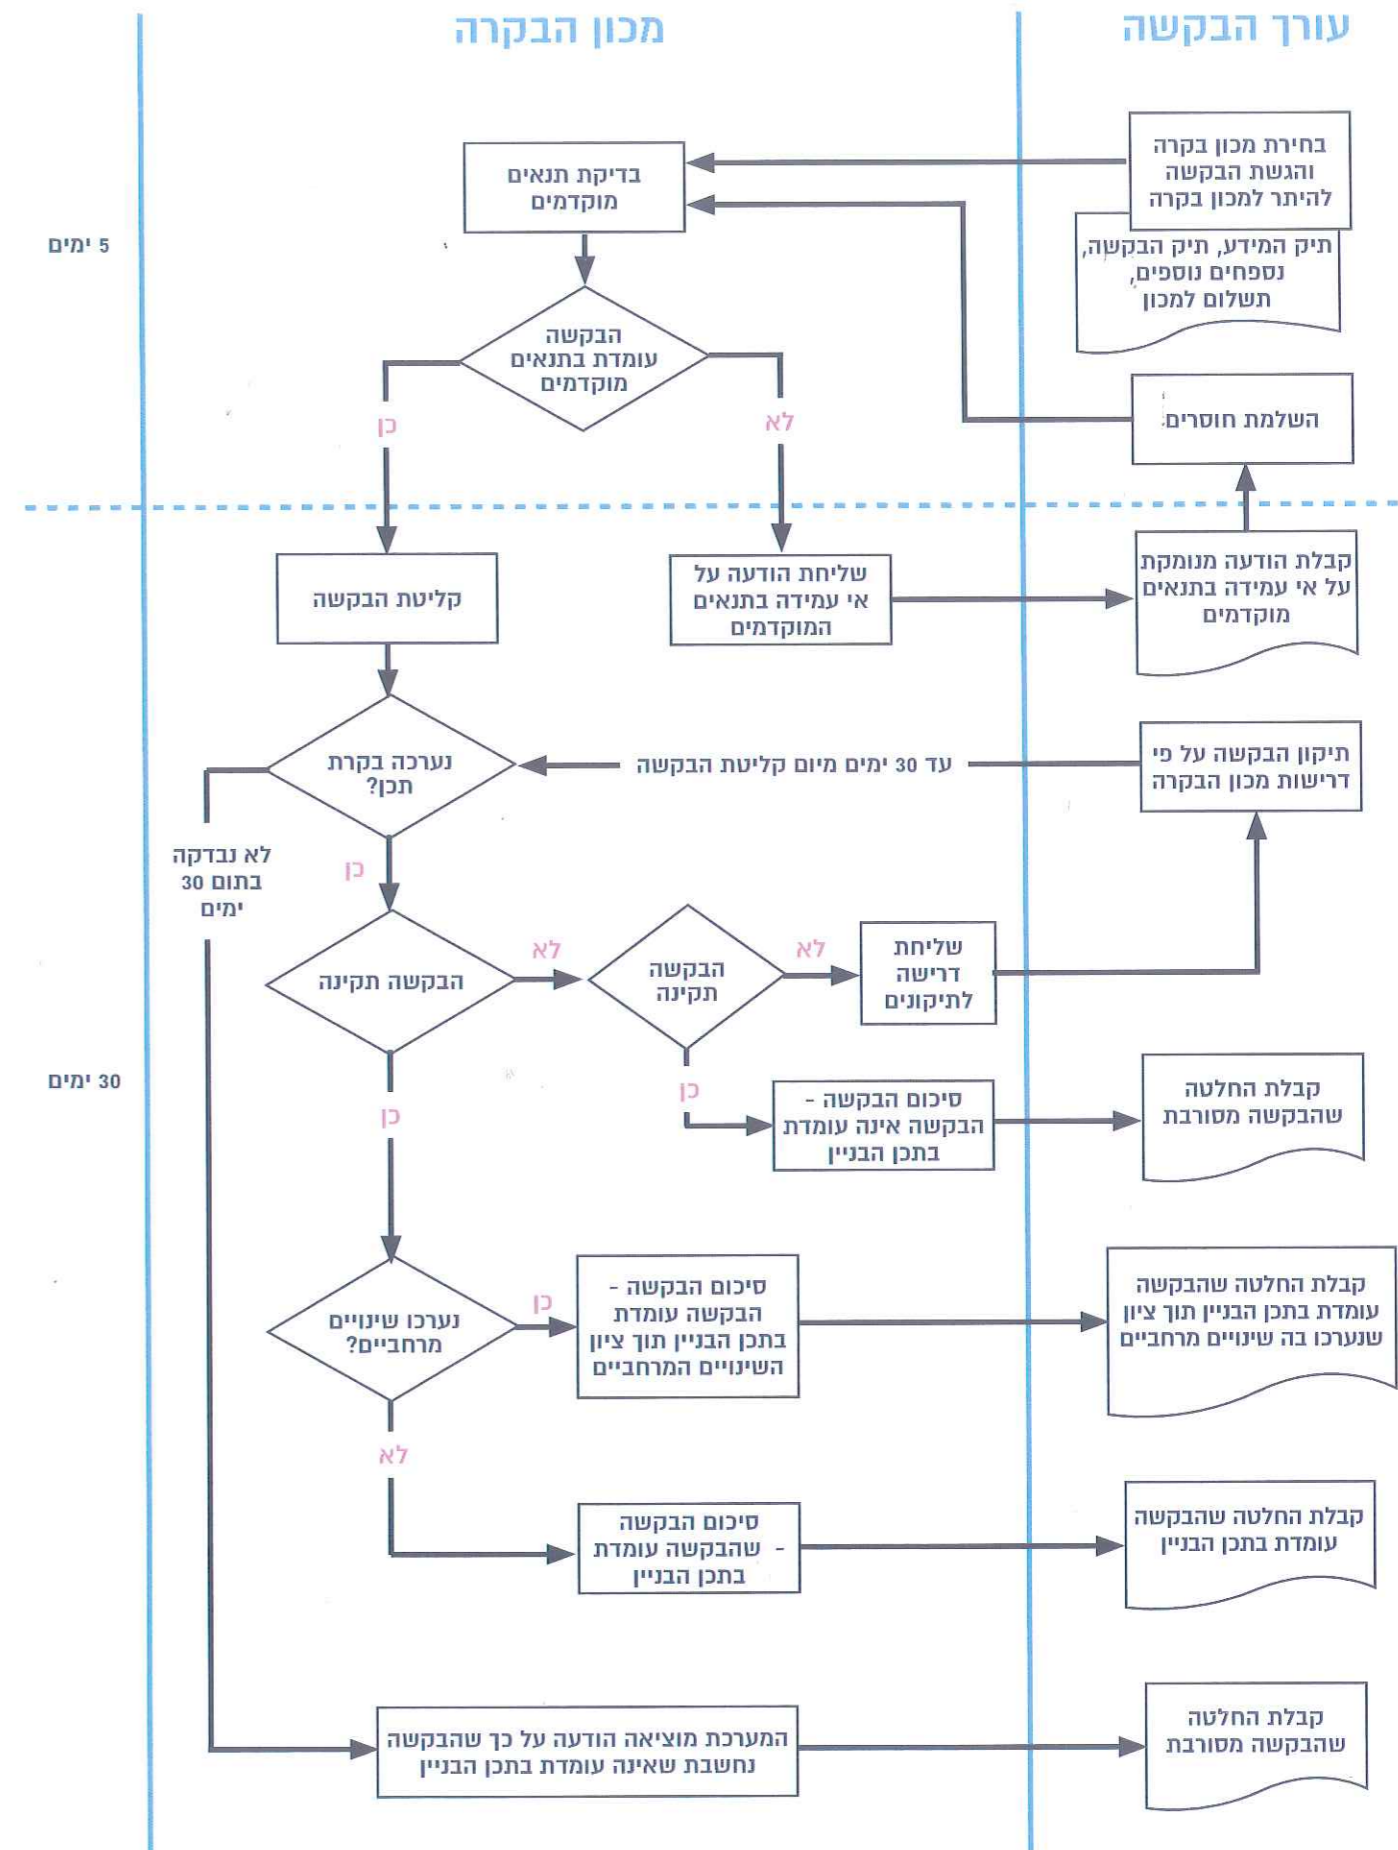 עורך הבקשה
מכון הבקרה
בחירת מכון בקרה
והגשת הבקשה
להיתר למכון בקרה
תיק המידע, תיק הבקשה,
נספחים נוספים,
תשלום למכון
בדיקת תנאים
מוקדמים
5 ימים
הבקשה
עומדת בתנאים
מוקדמים
השלמת חוסרים
לא
כן
קבלת הודעה מנומקת
על אי עמידה בתנאים
מוקדמים
שליחת הודעה על
אי עמידה בתנאים
המוקדמים
קליטת הבקשה
תיקון הבקשה על פי
דרישות מכון הבקרה
עד 30 ימים מיום קליטת הבקשה
נערכה בקרת
תכן?
לא נבדקה
בתום 30
ימים
כן
שליחת
דרישה
לתיקונים
לא
הבקשה
תקינה
לא
הבקשה תקינה
30 ימים
קבלת החלטה
שהבקשה מסורבת
כן
סיכום הבקשה -
הבקשה אינה עומדת
בתכן הבניין
כן
קבלת החלטה שהבקשה
עומדת בתכן הבניין תוך ציון
שנערכו בה שינויים מרחביים
סיכום הבקשה -
הבקשה עומדת
בתכן הבניין תוך ציון
השינויים המרחביים
כן
נערכו שינויים
מרחביים?
לא
קבלת החלטה שהבקשה
עומדת בתכן הבניין
סיכום הבקשה
- שהבקשה עומדת
בתכן הבניין
קבלת החלטה
שהבקשה מסורבת
המערכת מוציאה הודעה על כך שהבקשה
נחשבת שאינה עומדת בתכן הבניין